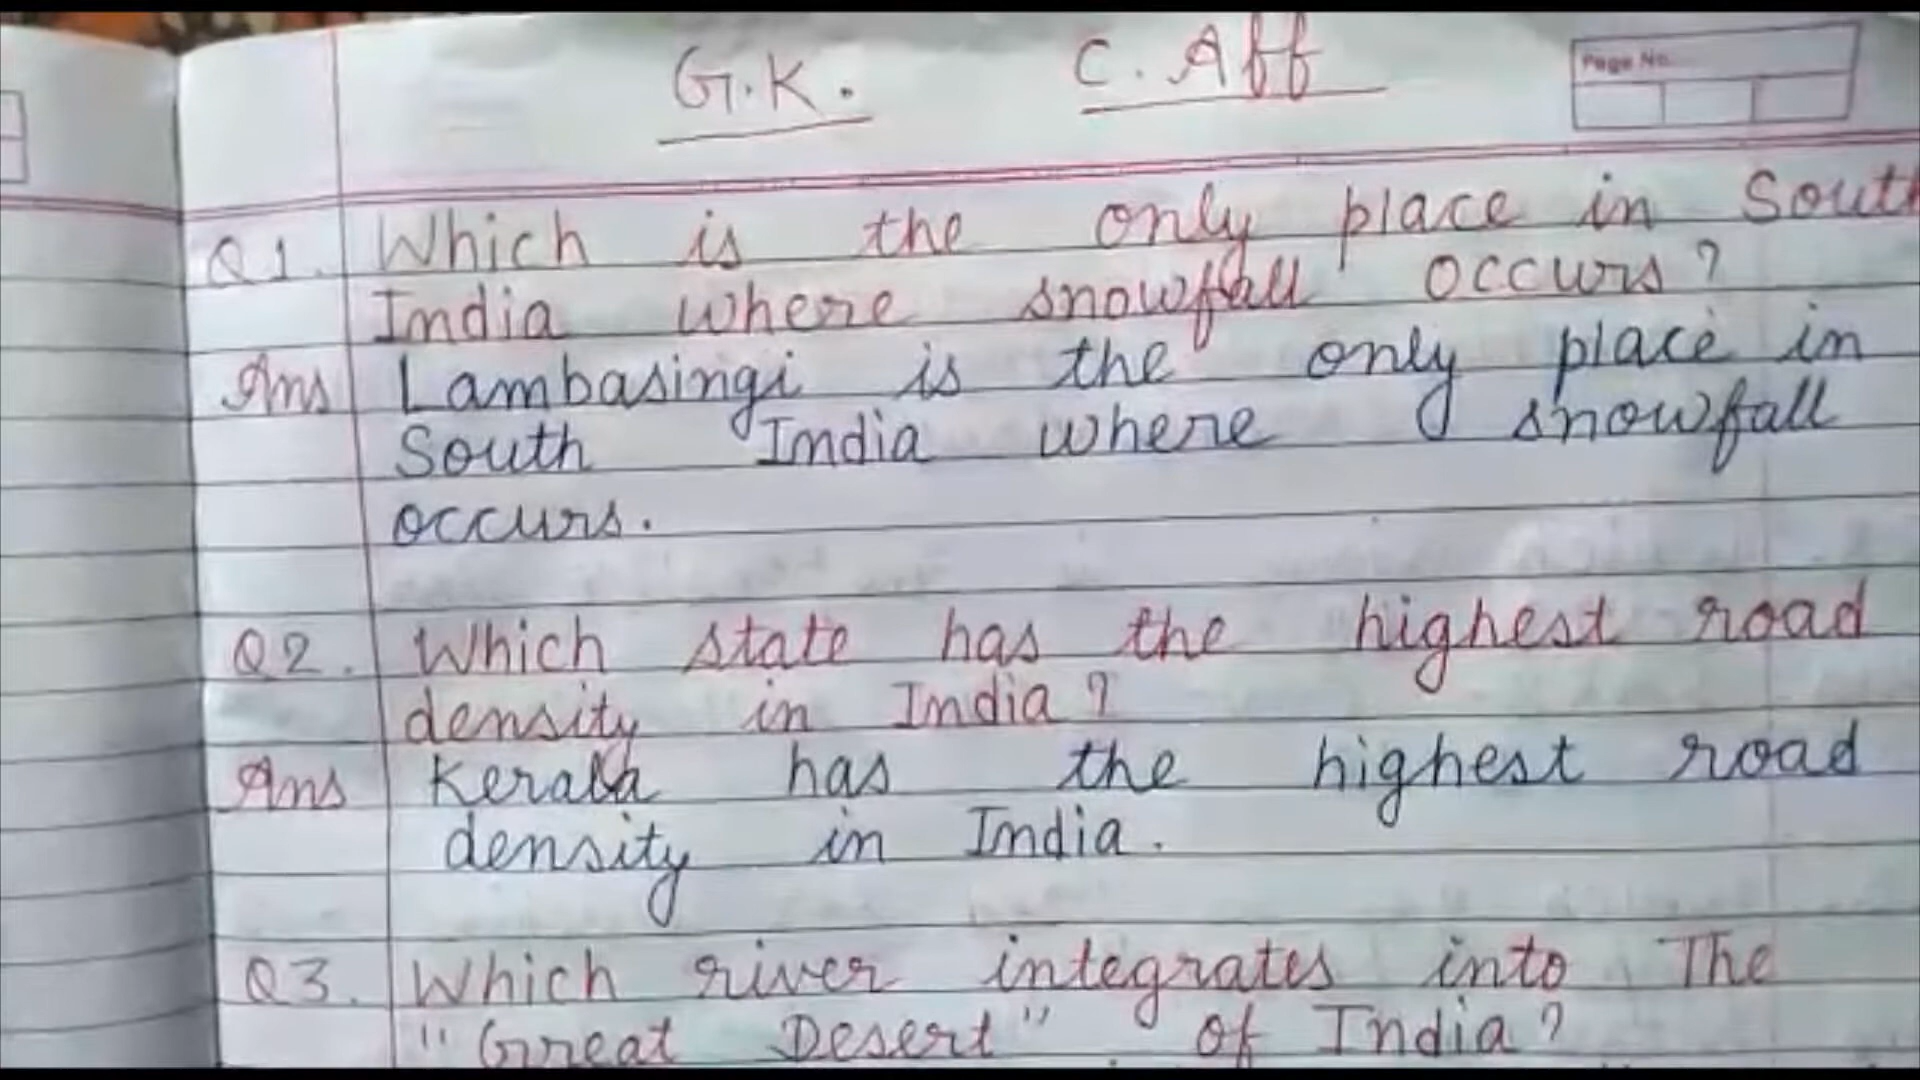 G.K. C. Aff
Page No.
Q1. Which is the only place in South
India where snowfall occurs?
Ans Lambasingi is the only place in
South India where snowfall
occurs.
Q2. Which state has the highest road
density in India?
Ans Kerala has the highest road
density in India.
Q3. Which river integrates into The
"Great Desert" of India?